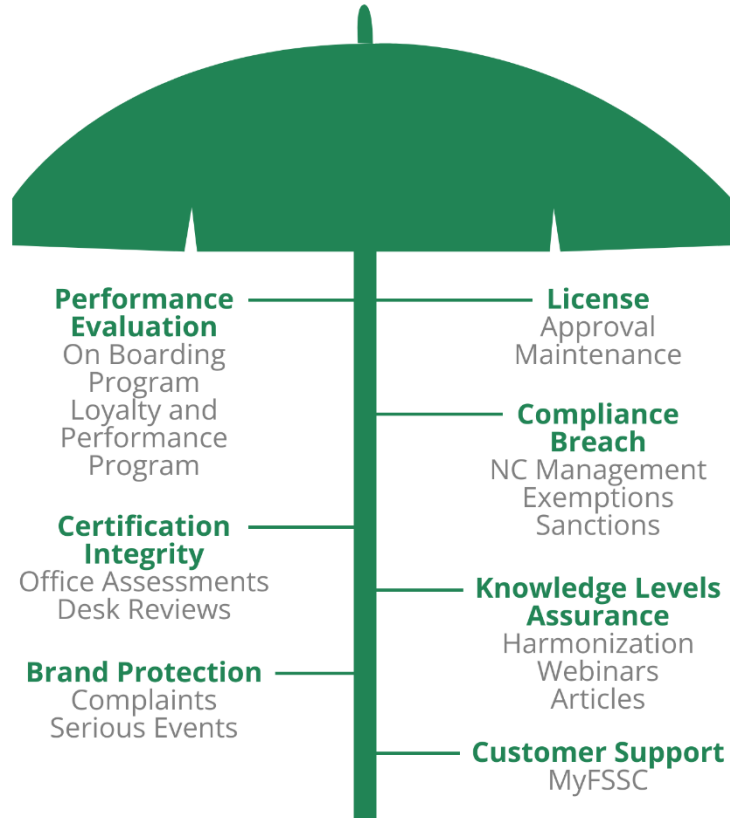 Performance
Evaluation
On Boarding
Program
Loyalty and
Performance
Program
Certification
Integrity
Office Assessments
Desk Reviews
Brand Protection
Complaints
Serious Events
License
Approval
Maintenance
Compliance
Breach
NC Management
Exemptions
Sanctions
Knowledge Levels
Assurance
Harmonization
Webinars
Articles
Customer Support
MyFSSC